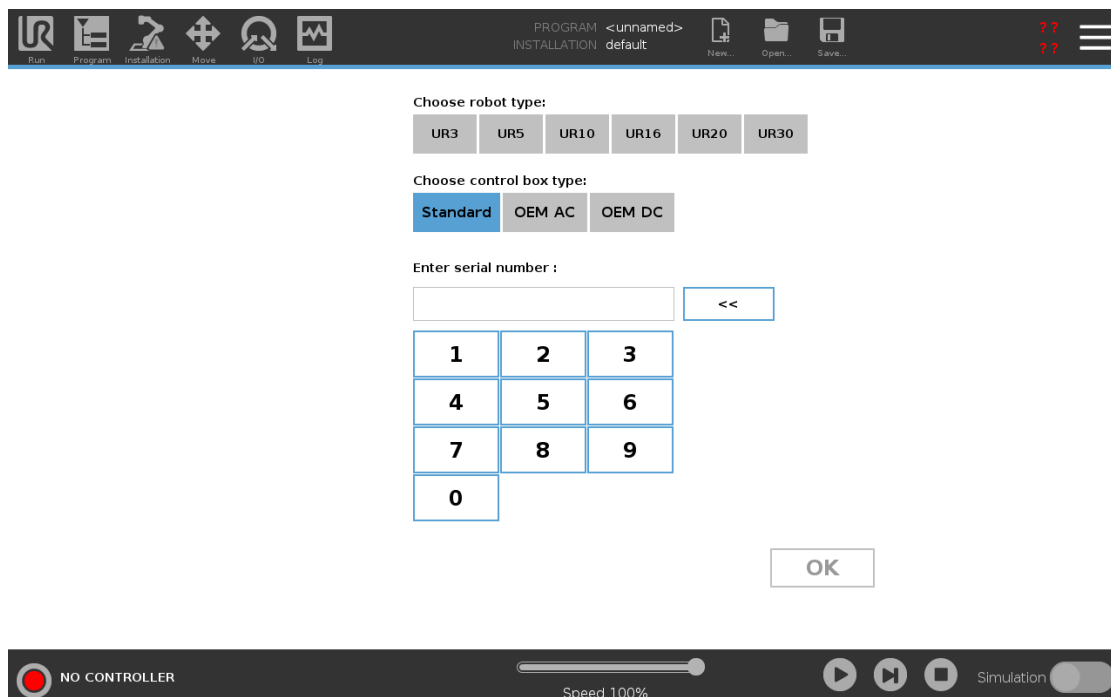 PROGRAM <unnamed>
INSTALLATION default
? ?
? ?
Run Program Installation Move I/O Log New... Open... Save...
Choose robot type:
UR3 UR5 UR10 UR16 UR20 UR30
Choose control box type:
Standard OEM AC OEM DC
Enter serial number :
<<
1 2 3
4 5 6
7 8 9
0
OK
NO CONTROLLER
Speed 100%
Simulation